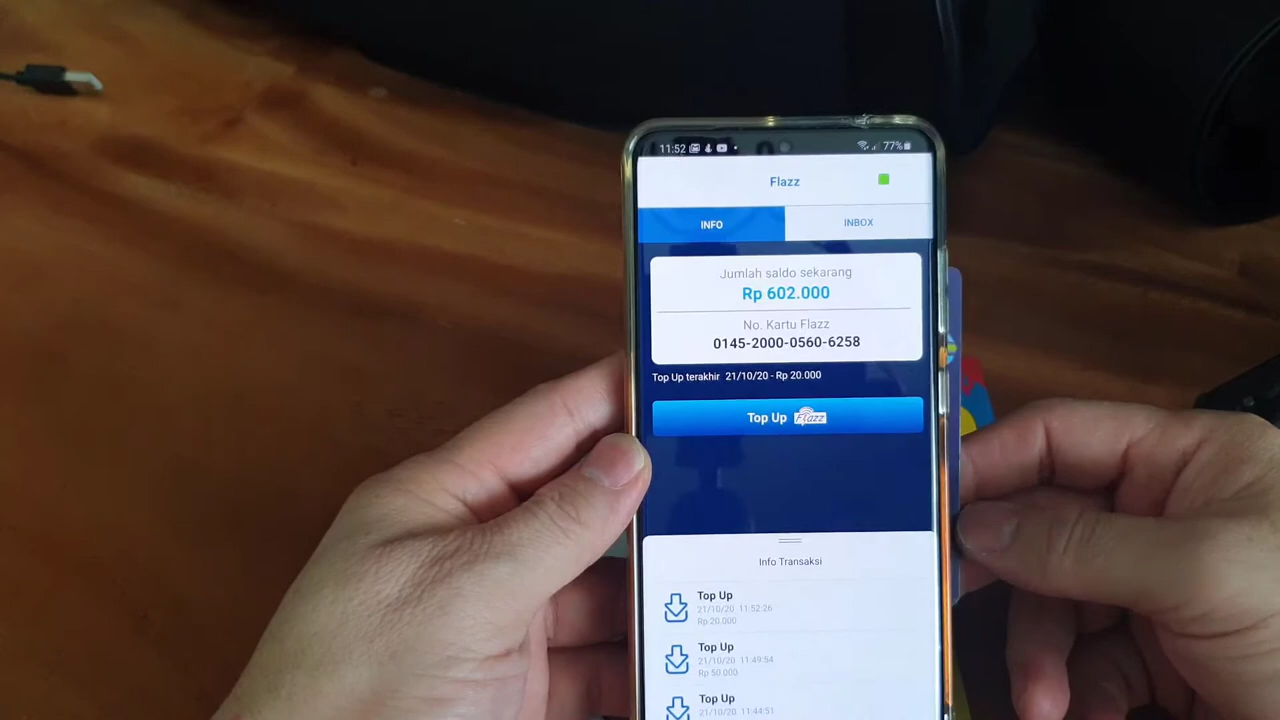 11:52 77%
Flazz
INFO INBOX
Jumlah saldo sekarang
Rp 602.000
No. Kartu Flazz
0145-2000-0560-6258
Top Up terakhir 21/10/20 - Rp 20.000
Top Up Flazz
Info Transaksi
Top Up
21/10/20 11:52:26
Rp 20.000
Top Up
21/10/20 11:49:54
Rp 50.000
Top Up
21/10/20 11:44:51